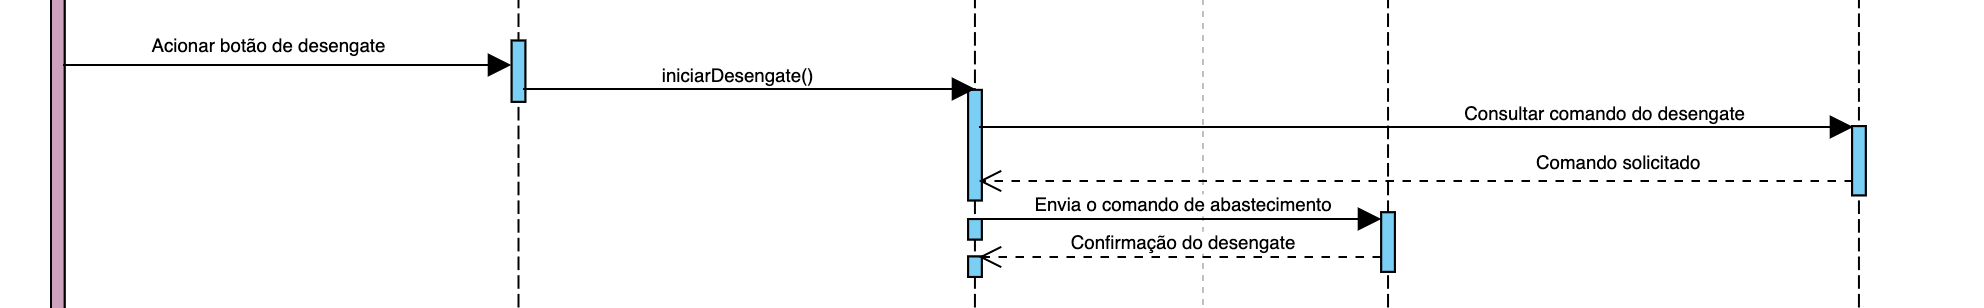 Acionar botão de desengate
iniciarDesengate()
Consultar comando do desengate
Comando solicitado
Envia o comando de abastecimento
Confirmação do desengate